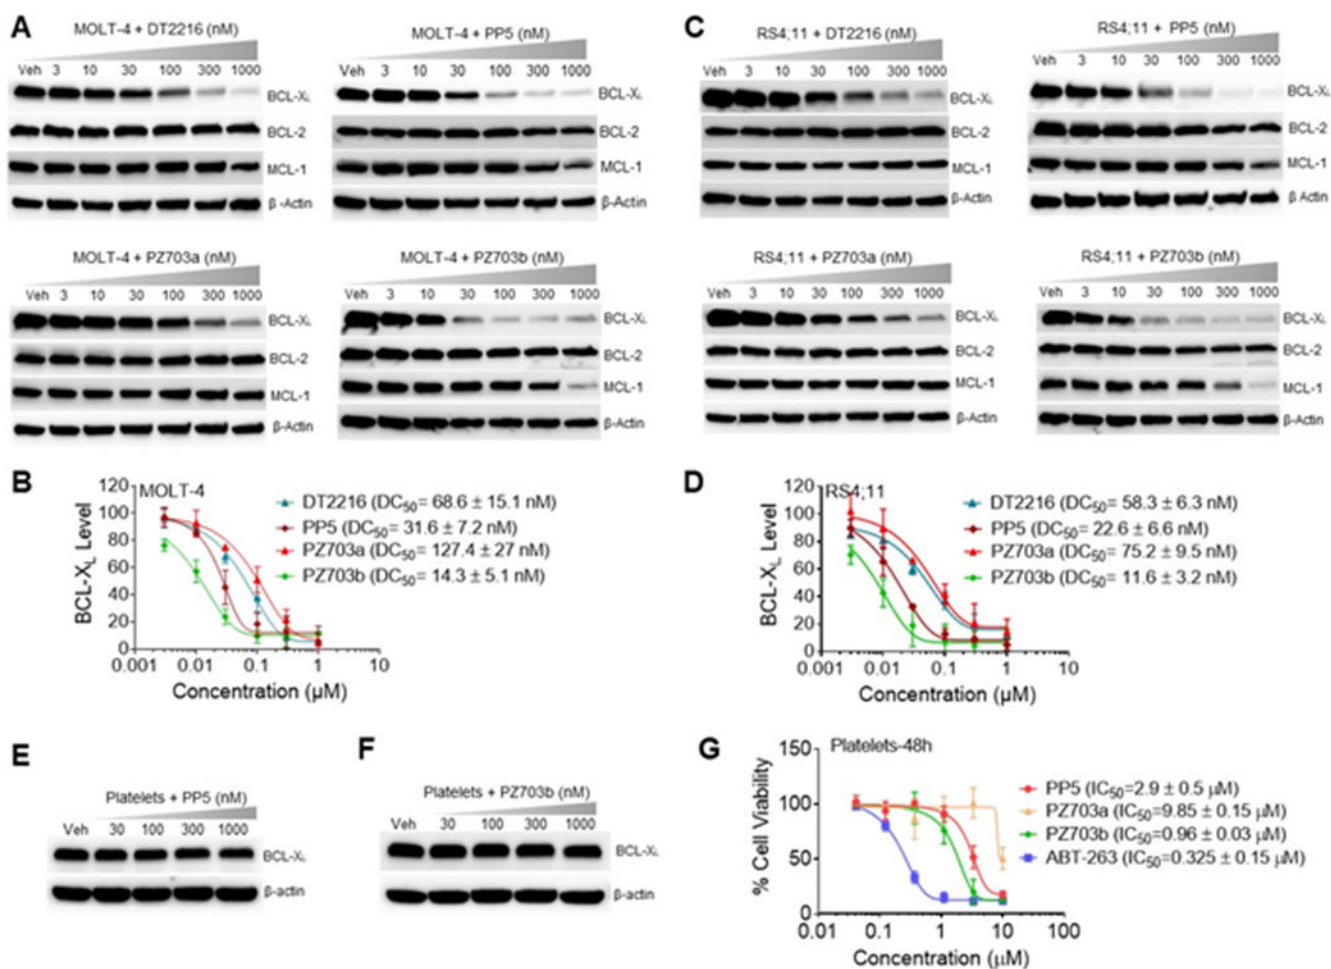 A
MOLT-4 + DT2216 (nM)
Veh 3 10 30 100 300 1000
BCL-XL
BCL-2
MCL-1
β-Actin
MOLT-4 + PP5 (nM)
Veh 3 10 30 100 300 1000
BCL-XL
BCL-2
MCL-1
β-Actin
MOLT-4 + PZ703a (nM)
Veh 3 10 30 100 300 1000
BCL-XL
BCL-2
MCL-1
β-Actin
MOLT-4 + PZ703b (nM)
Veh 3 10 30 100 300 1000
BCL-XL
BCL-2
MCL-1
β-Actin
C
RS4;11 + DT2216 (nM)
Veh 3 10 30 100 300 1000
BCL-XL
BCL-2
MCL-1
β-Actin
RS4;11 + PP5 (nM)
Veh 3 10 30 100 300 1000
BCL-XL
BCL-2
MCL-1
β Actin
RS4;11 + PZ703a (nM)
Veh 3 10 30 100 300 1000
BCL-XL
BCL-2
MCL-1
β-Actin
RS4;11 + PZ703b (nM)
Veh 3 10 30 100 300 1000
BCL-XL
BCL-2
MCL-1
β-Actin
B
MOLT-4
BCL-XL Level
120
100
80
60
40
20
0
0.001 0.01 0.1 1 10
Concentration (µM)
DT2216 (DC50= 68.6 ± 15.1 nM)
PP5 (DC50= 31.6 ± 7.2 nM)
PZ703a (DC50= 127.4 ± 27 nM)
PZ703b (DC50= 14.3 ± 5.1 nM)
D
RS4;11
BCL-XL Level
120
100
80
60
40
20
0
0.001 0.01 0.1 1 10
Concentration (µM)
DT2216 (DC50= 58.3 ± 6.3 nM)
PP5 (DC50= 22.6 ± 6.6 nM)
PZ703a (DC50= 75.2 ± 9.5 nM)
PZ703b (DC50= 11.6 ± 3.2 nM)
E
Platelets + PP5 (nM)
Veh 30 100 300 1000
BCL-XL
β-actin
F
Platelets + PZ703b (nM)
Veh 30 100 300 1000
BCL-XL
β-actin
G
Platelets-48h
% Cell Viability
150
100
50
0
0.01 0.1 1 10 100
Concentration (µM)
PP5 (IC50=2.9 ± 0.5 µM)
PZ703a (IC50=9.85 ± 0.15 µM)
PZ703b (IC50=0.96 ± 0.03 µM)
ABT-263 (IC50=0.325 ± 0.15 µM)